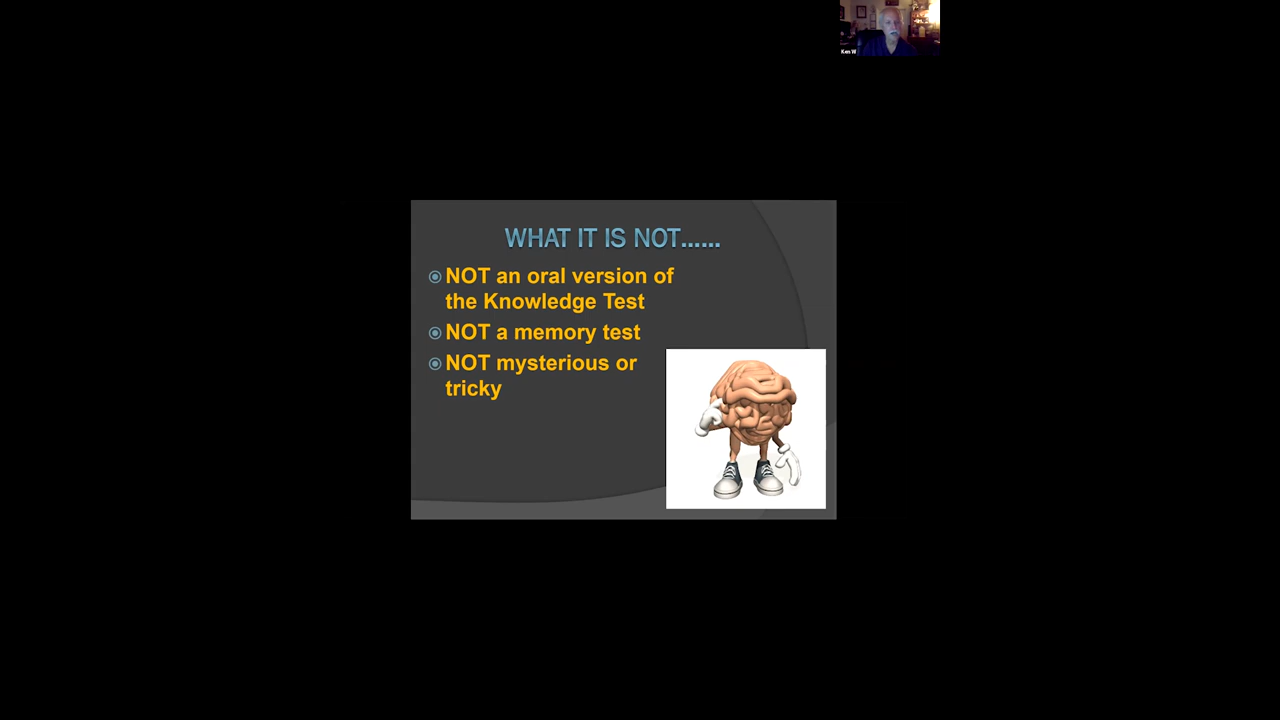 Ken W
WHAT IT IS NOT......
NOT an oral version of
the Knowledge Test
NOT a memory test
NOT mysterious or
tricky